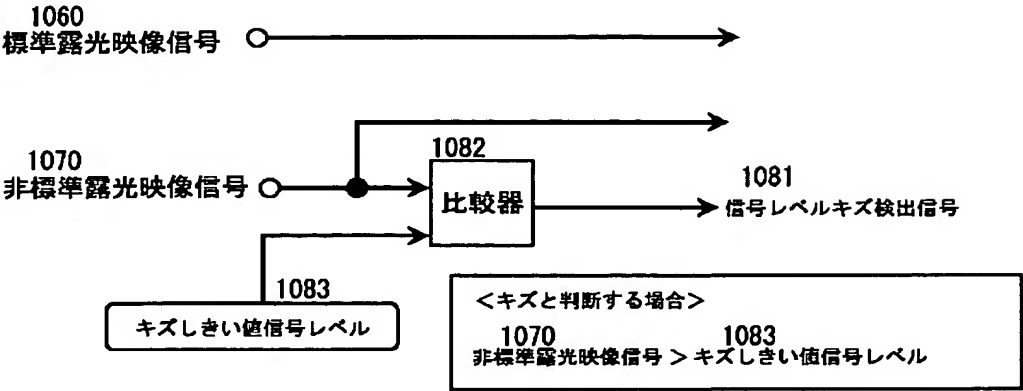 1060
標準露光映像信号
1070
非標準露光映像信号
1082
比較器
1081
信号レベルキズ検出信号
1083
キズしきい値信号レベル
＜キズと判断する場合＞
1070 1083
非標準露光映像信号 > キズしきい値信号レベル